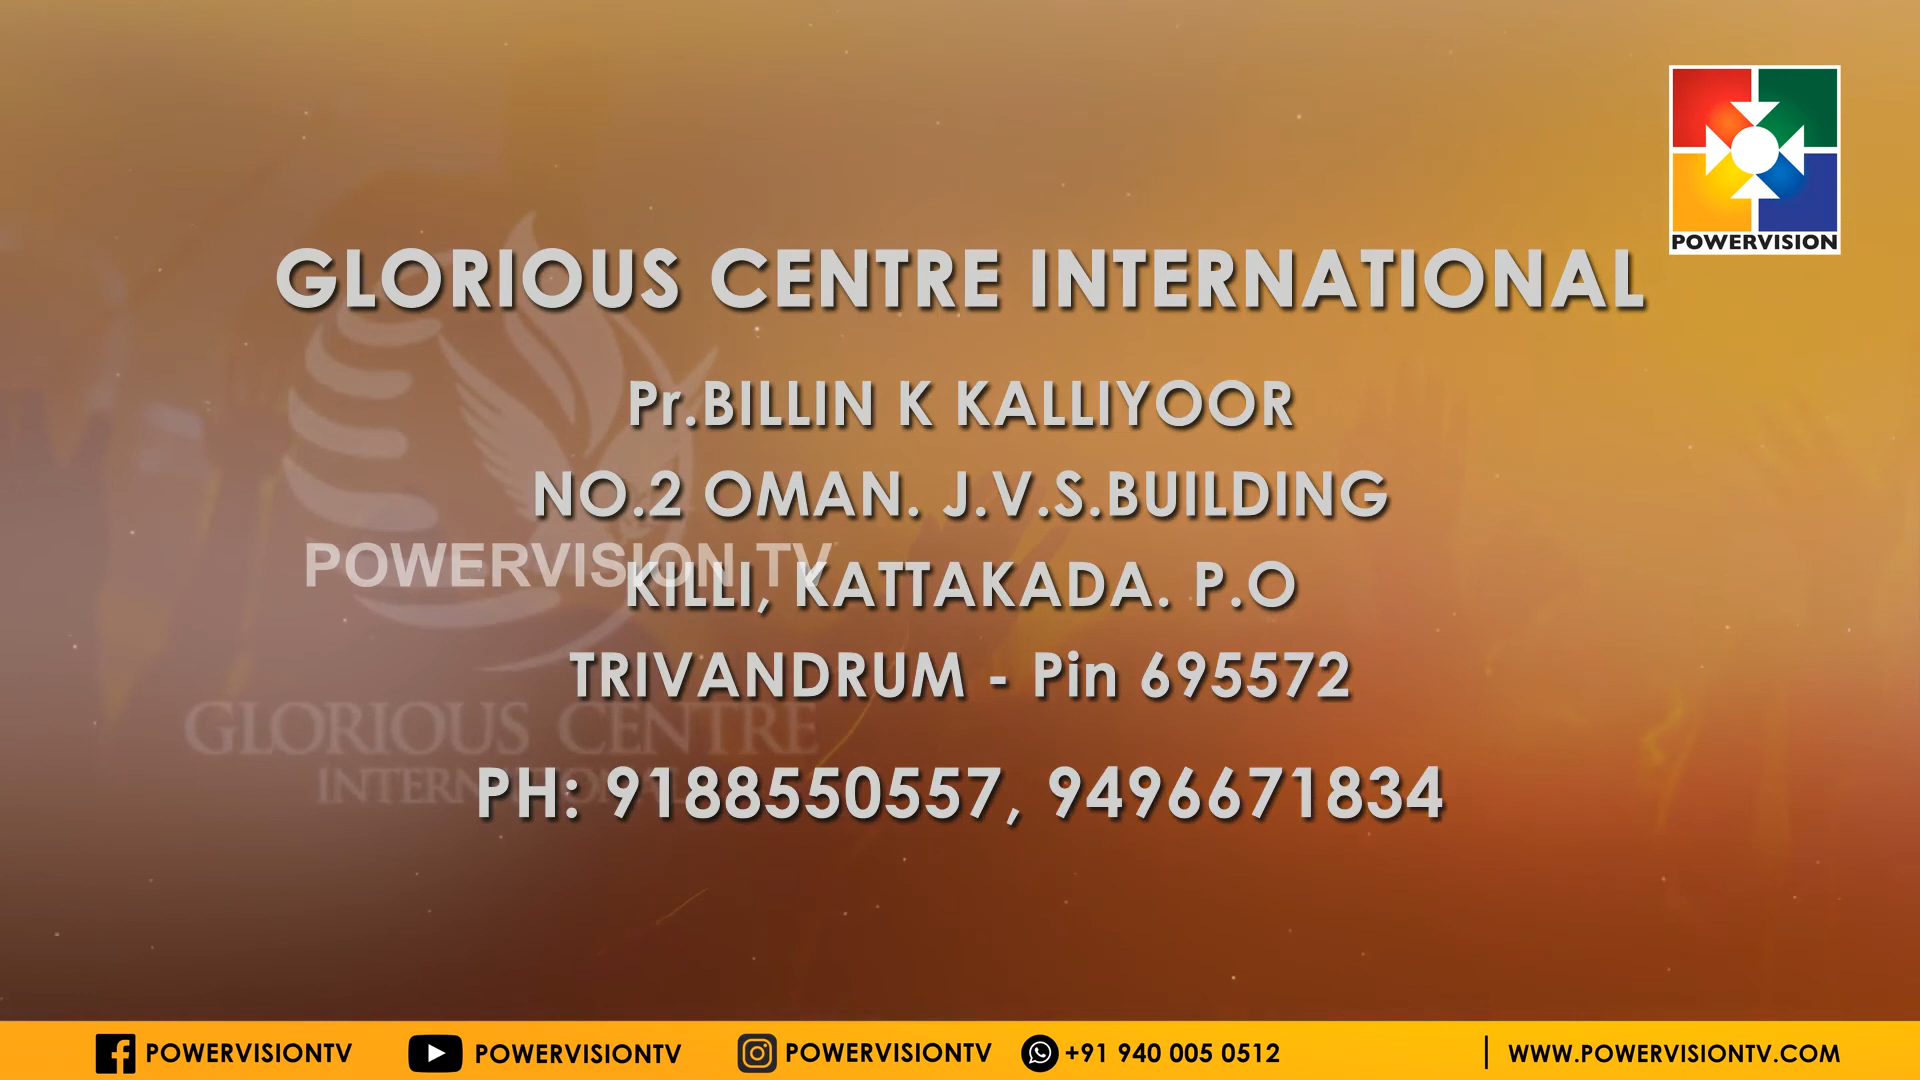 POWERVISION
GLORIOUS CENTRE INTERNATIONAL
Pr.BILLIN K KALLIYOOR
NO.2 OMAN. J.V.S.BUILDING
POWERVISION TV
KILLI, KATTAKADA. P.O
TRIVANDRUM - Pin 695572
GLORIOUS CENTRE
INTERNATIONAL
PH: 9188550557, 9496671834
POWERVISIONTV POWERVISIONTV POWERVISIONTV +91 940 005 0512 | WWW.POWERVISIONTV.COM